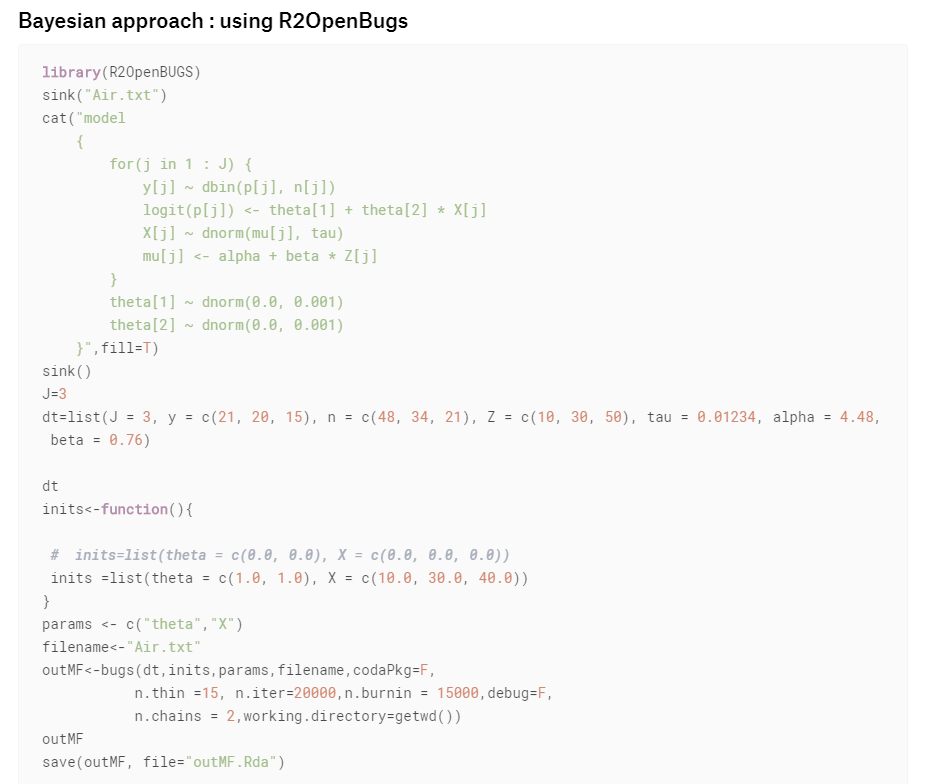 Bayesian approach : using R2OpenBugs
library(R2OpenBUGS)
sink("Air.txt")
cat("model
    {
        for(j in 1 : J) {
            y[j] ~ dbin(p[j], n[j])
            logit(p[j]) <- theta[1] + theta[2] * X[j]
            X[j] ~ dnorm(mu[j], tau)
            mu[j] <- alpha + beta * Z[j]
        }
        theta[1] ~ dnorm(0.0, 0.001)
        theta[2] ~ dnorm(0.0, 0.001)
    }",fill=T)
sink()
J=3
dt=list(J = 3, y = c(21, 20, 15), n = c(48, 34, 21), Z = c(10, 30, 50), tau = 0.01234, alpha = 4.48,
 beta = 0.76)

dt
inits<-function(){

 #  inits=list(theta = c(0.0, 0.0), X = c(0.0, 0.0, 0.0))
 inits =list(theta = c(1.0, 1.0), X = c(10.0, 30.0, 40.0))
}
params <- c("theta","X")
filename<-"Air.txt"
outMF<-bugs(dt,inits,params,filename,codaPkg=F,
           n.thin =15, n.iter=20000,n.burnin = 15000,debug=F,
           n.chains = 2,working.directory=getwd())
outMF
save(outMF, file="outMF.Rda")